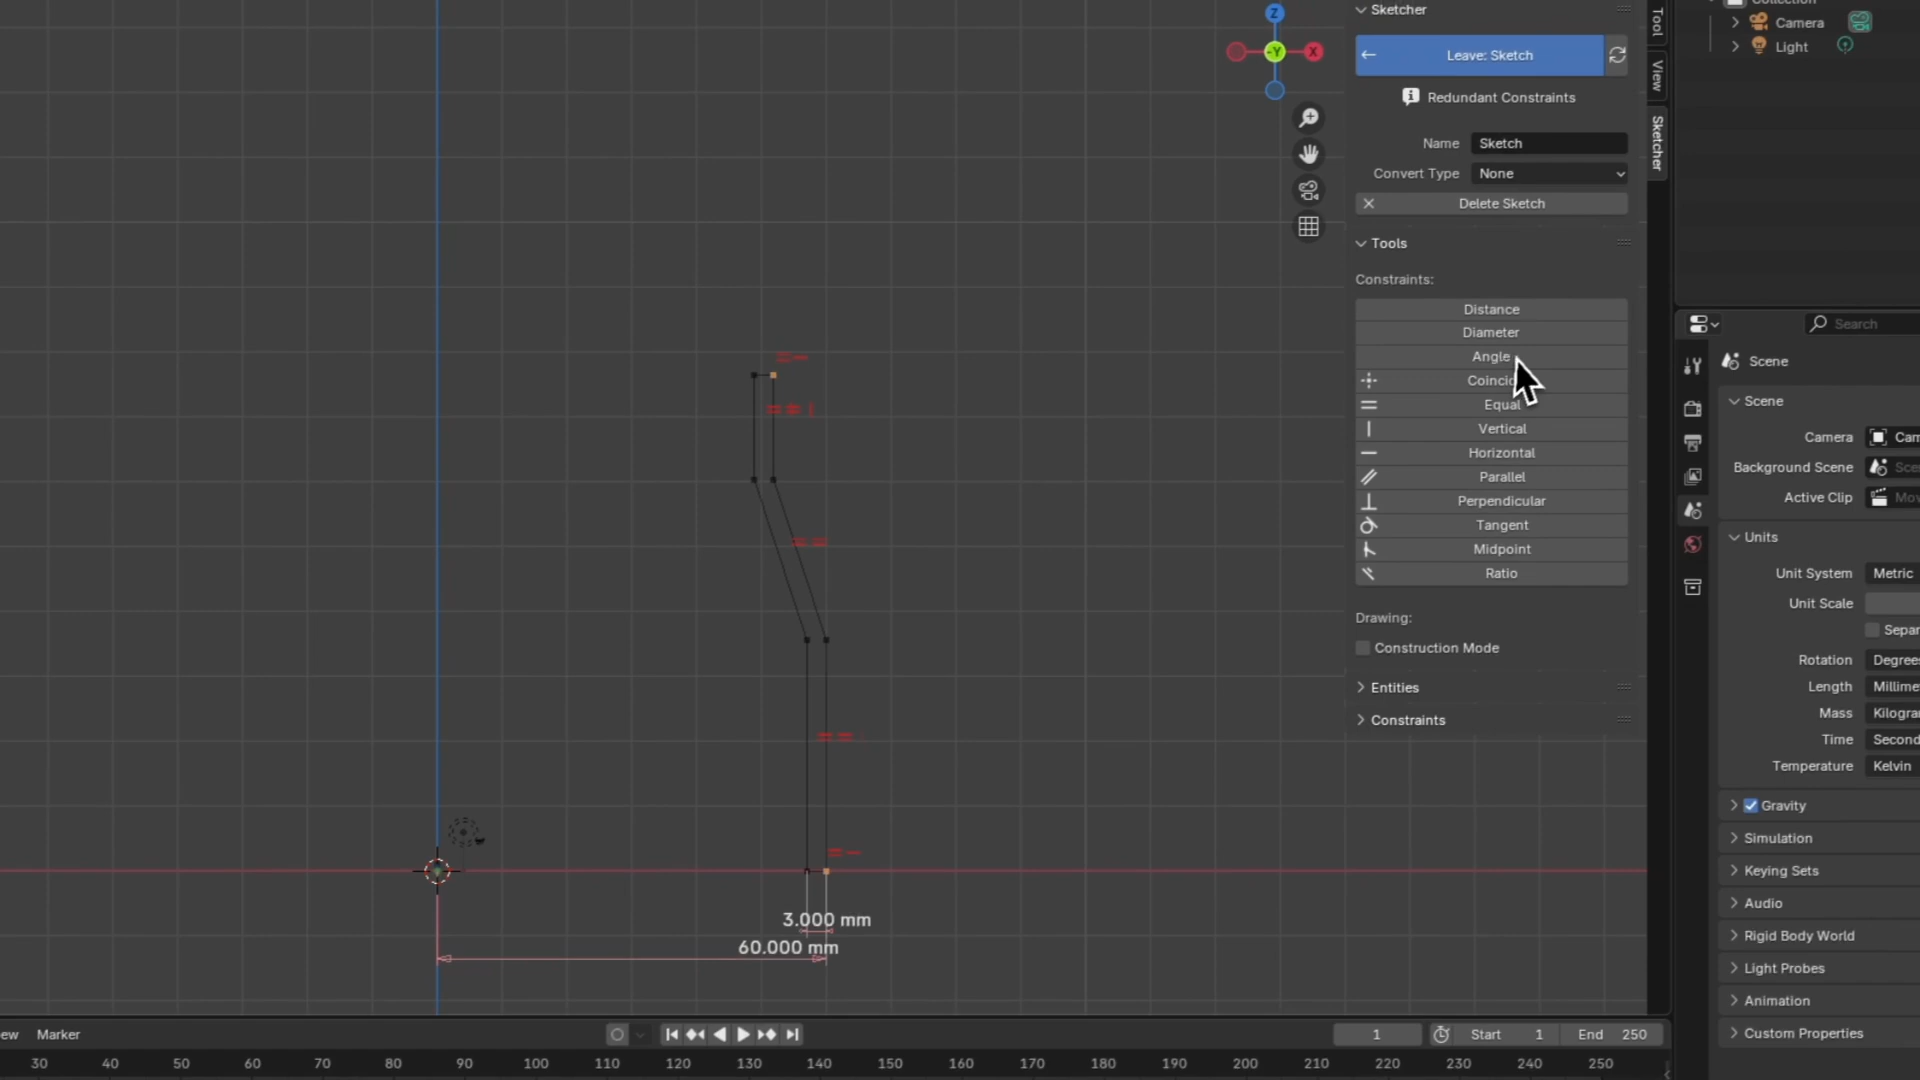 Sketcher
Leave: Sketch
Redundant Constraints
Name Sketch
Convert Type None
Delete Sketch
Tools
Constraints:
Distance
Diameter
Angle
Equal
Vertical
Horizontal
Parallel
Perpendicular
Tangent
Midpoint
Ratio
Drawing:
Construction Mode
Entities
Constraints
Tool
View
Sketcher
Z
-Y
X
3.000 mm
60.000 mm
Camera
Light
Search
Scene
Scene
Camera
Background Scene
Active Clip
Units
Unit System Metric
Unit Scale
Rotation
Length
Mass
Time
Temperature Kelvin
Gravity
Simulation
Keying Sets
Audio
Rigid Body World
Light Probes
Animation
Custom Properties
Marker
1 Start 1 End 250
30 50 60 70 80 90 100 110 120 130 140 150 160 170 180 190 200 210 220 230 240 250